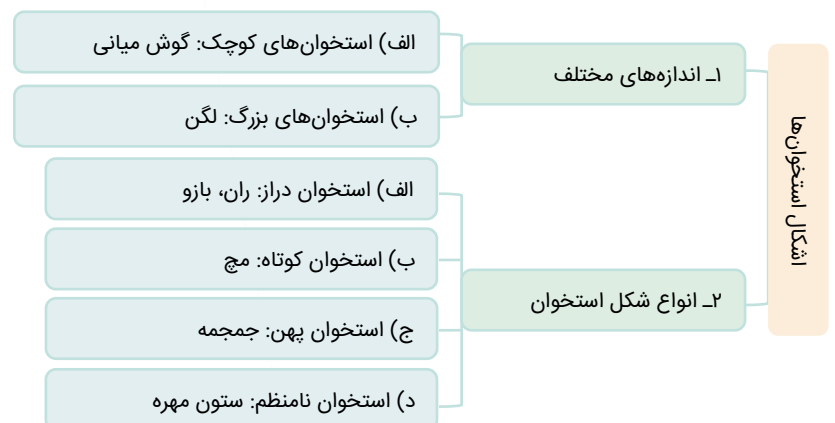 اشکال استخوان‌ها
۱ـ اندازه‌های مختلف
الف) استخوان‌های کوچک: گوش میانی
ب) استخوان‌های بزرگ: لگن
۲ـ انواع شکل استخوان
الف) استخوان دراز: ران، بازو
ب) استخوان کوتاه: مچ
ج) استخوان پهن: جمجمه
د) استخوان نامنظم: ستون مهره